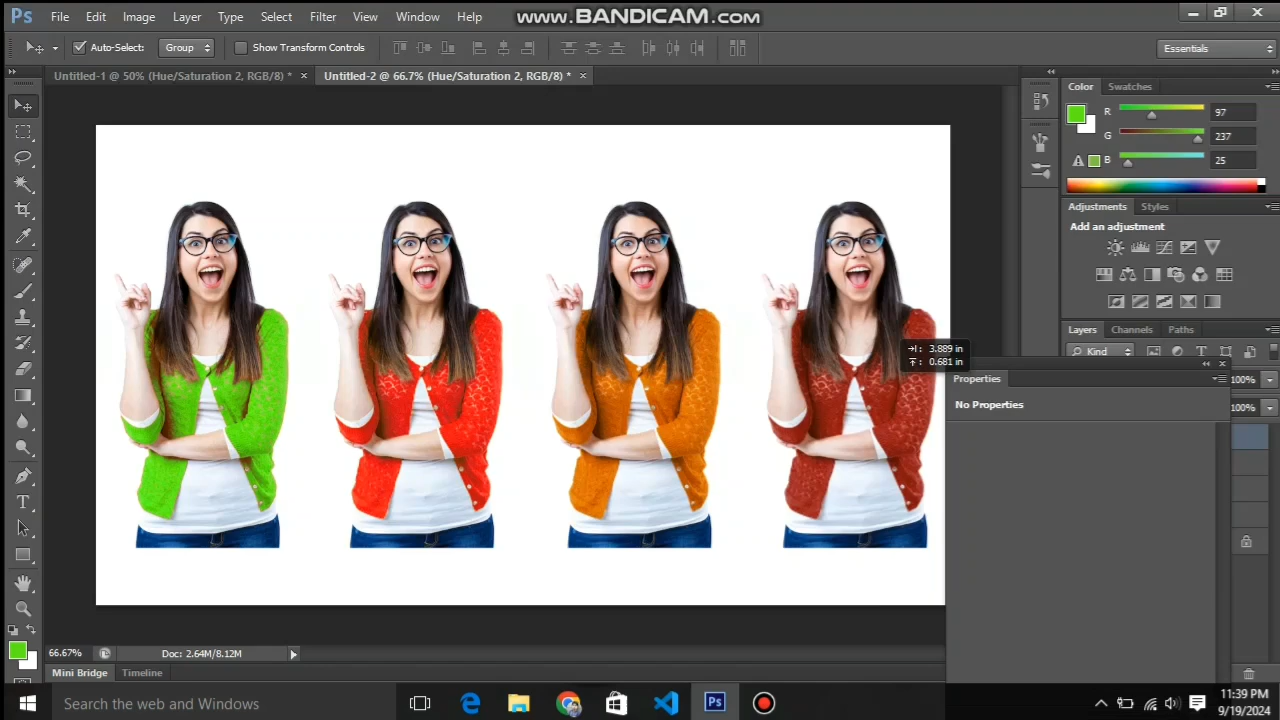 Ps File Edit Image Layer Type Select Filter View Window Help
www.BANDICAM.com
Auto-Select: Group Show Transform Controls Essentials
Untitled-1 @ 50% (Hue/Saturation 2, RGB/8) * × Untitled-2 @ 66.7% (Hue/Saturation 2, RGB/8) * ×
Color Swatches
R 97
G 237
B 25
Adjustments Styles
Add an adjustment
Layers Channels Paths
Kind
→: 3.889 in
: 0.681 in
100%
100%
Properties
No Properties
66.67% Doc: 2.64M/8.12M
Mini Bridge Timeline
Search the web and Windows
Ps
11:39 PM
9/19/2024